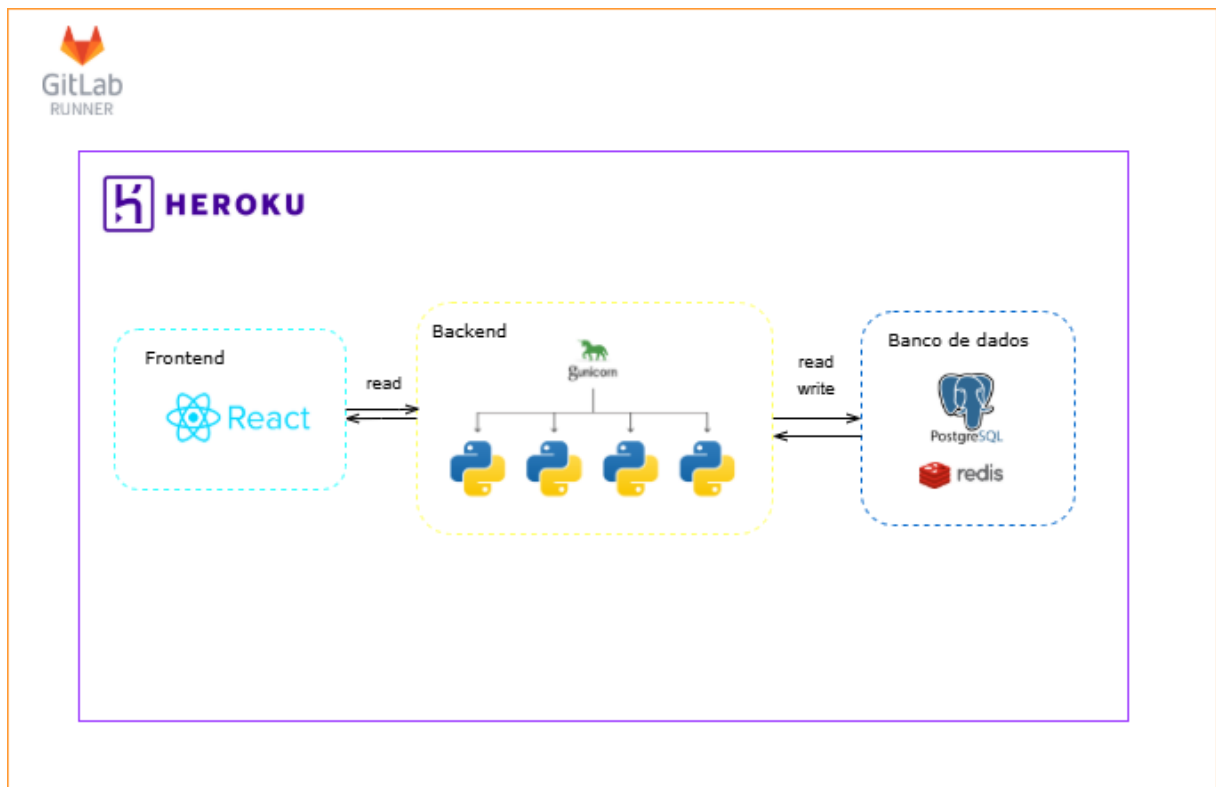 GitLab
RUNNER
HEROKU
Frontend
React
read
Backend
gunicorn
read
write
Banco de dados
PostgreSQL
redis